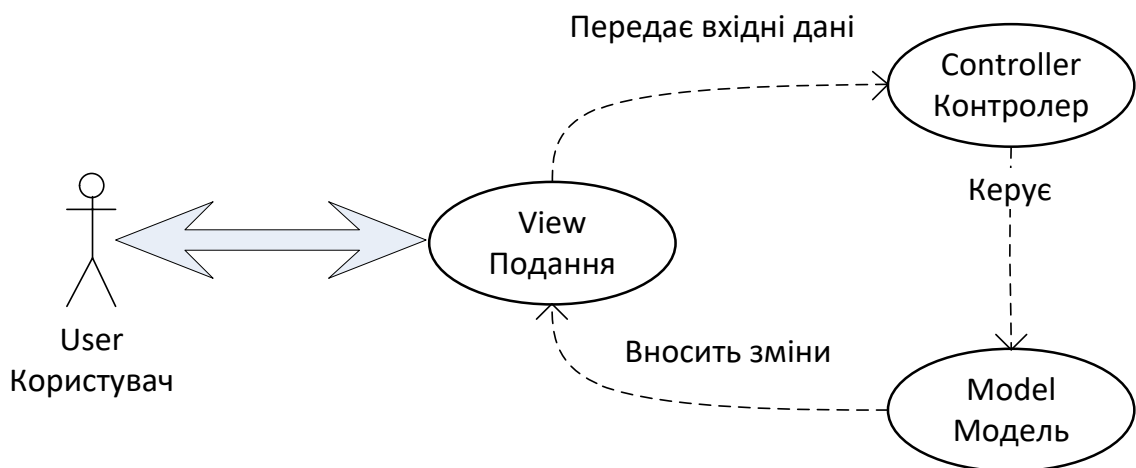 Передає вхідні дані
Controller
Контролер
Керує
View
Подання
User
Користувач
Вносить зміни
Model
Модель